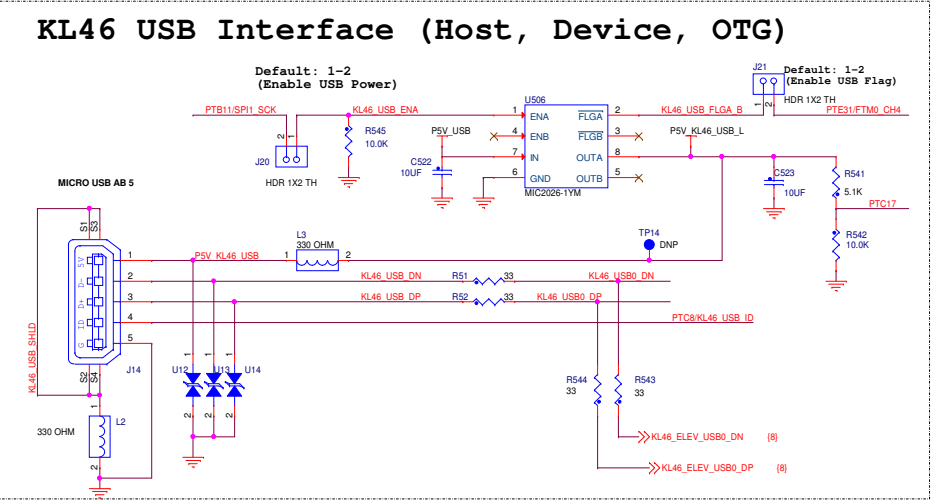 KL46 USB Interface (Host, Device, OTG)
Default: 1-2
(Enable USB Power)
J21
Default: 1-2
(Enable USB Flag)
HDR 1X2 TH
PTB11/SPI1_SCK
KL46_USB_ENA
U506
KL46_USB_FLGA_B
PTE31/FTM0_CH4
1 ENA FLGA 2
4 ENB FLGB 3
7 IN OUTA 8
6 GND OUTB 5
MIC2026-1YM
2 1
2 1
J20
HDR 1X2 TH
R545
10.0K
P5V_USB
C522
10UF
P5V_KL46_USB_L
C523
10UF
R541
5.1K
PTC17
R542
10.0K
MICRO USB AB 5
S1
S3
KL46_USB_SHLD
5V 1
D- 2
D+ 3
ID 4
G 5
S2
S4
J14
P5V_KL46_USB
L3
330 OHM
1 2
TP14
DNP
KL46_USB_DN
R51
33
KL46_USB0_DN
KL46_USB_DP
R52
33
KL46_USB0_DP
PTC8/KL46_USB_ID
1 1 1
U12
U13
U14
2 2 2
1
L2
330 OHM
2
R544
33
R543
33
KL46_ELEV_USB0_DN {8}
KL46_ELEV_USB0_DP {8}